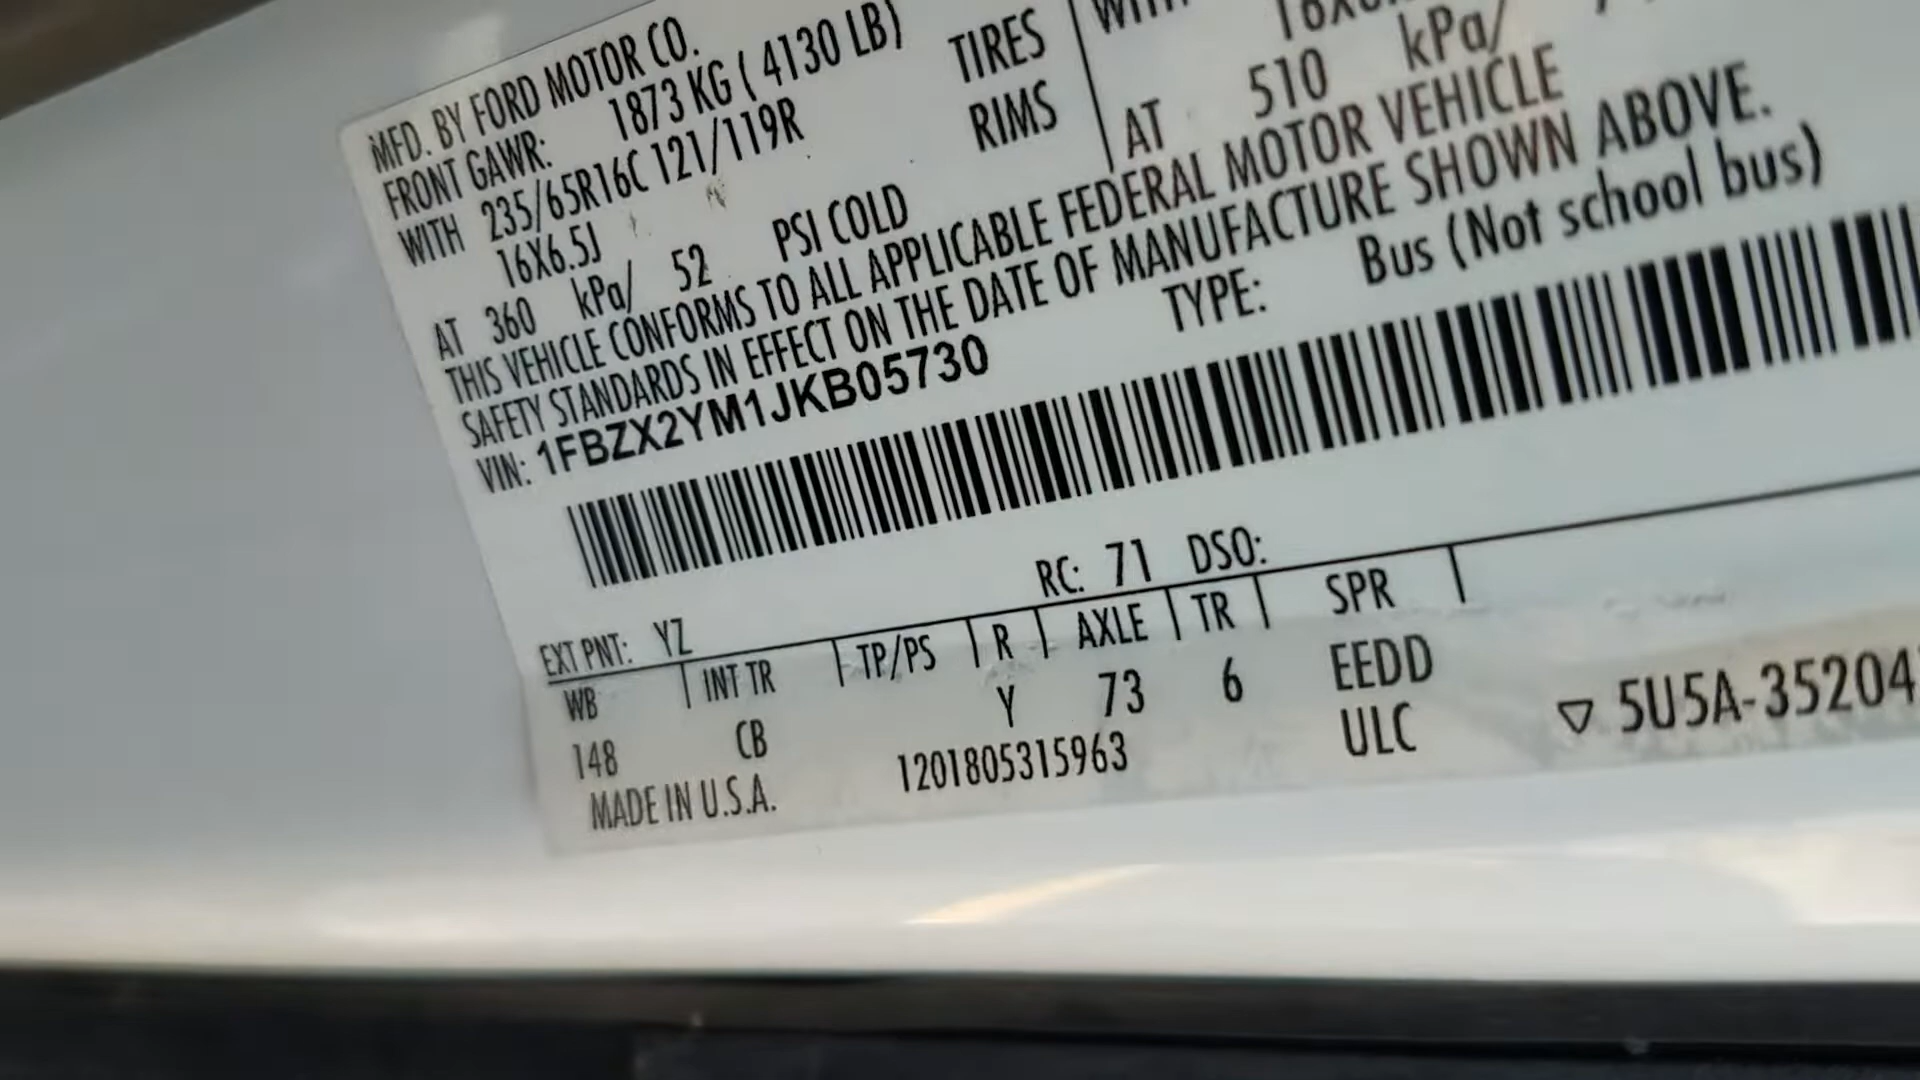 MFD. BY FORD MOTOR CO.
FRONT GAWR: 1873 KG ( 4130 LB)
WITH 235/65R16C 121/119R TIRES WITH
16X6.5J RIMS
AT 360 kPa/ 52 PSI COLD AT 510 kPa/
THIS VEHICLE CONFORMS TO ALL APPLICABLE FEDERAL MOTOR VEHICLE
SAFETY STANDARDS IN EFFECT ON THE DATE OF MANUFACTURE SHOWN ABOVE.
VIN: 1FBZX2YM1JKB05730 TYPE: Bus (Not school bus)
EXT PNT: YZ RC: 71 DSO:
WB INT TR TP/PS R AXLE TR SPR
148 CB Y 73 6 EEDD
MADE IN U.S.A. 1201805315963 ULC ▽ 5U5A-35204